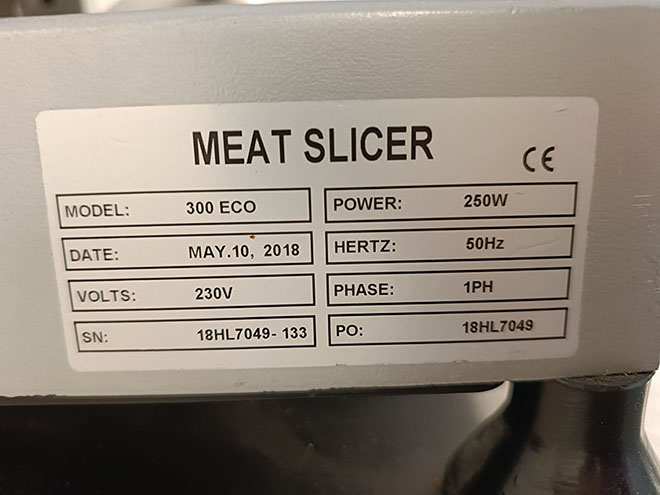 MEAT SLICER
CE
MODEL: 300 ECO
POWER: 250W
DATE: MAY.10, 2018
HERTZ: 50Hz
VOLTS: 230V
PHASE: 1PH
SN: 18HL7049- 133
PO: 18HL7049